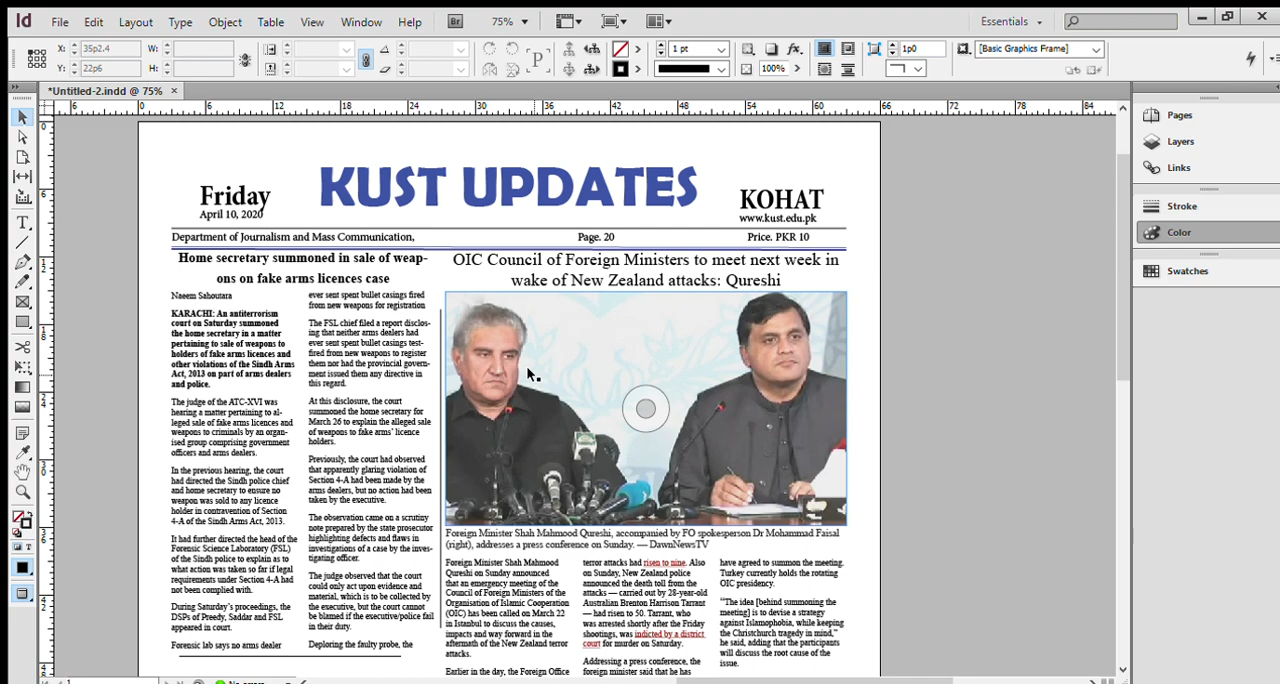 Id File Edit Layout Type Object Table View Window Help Br 75% Essentials
X: 35p2.4 W: 1 pt 1p0 [Basic Graphics Frame]
Y: 22p6 H: 100%
*Untitled-2.indd @ 75% ×
6 0 6 12 18 24 30 36 42 48 54 60 66 72 78 84
Pages
Layers
Links
Stroke
Color
Swatches
Friday
April 10, 2020
KUST UPDATES
KOHAT
www.kust.edu.pk
Department of Journalism and Mass Communication, Page. 20 Price. PKR 10
Home secretary summoned in sale of weap-
ons on fake arms licences case
Naeem Sahoutara
KARACHI: An antiterrorism
court on Saturday summoned
the home secretary in a matter
pertaining to sale of weapons to
holders of fake arms licences and
other violations of the Sindh Arms
Act, 2013 on part of arms dealers
and police.
The judge of the ATC-XVI was
hearing a matter pertaining to al-
leged sale of fake arms licences and
weapons to criminals by an organ-
ised group comprising government
officers and arms dealers.
In the previous hearing, the court
had directed the Sindh police chief
and home secretary to ensure no
weapon was sold to any licence
holder in contravention of Section
4-A of the Sindh Arms Act, 2013.
It had further directed the head of the
Forensic Science Laboratory (FSL)
of the Sindh police to explain as to
what action was taken so far if legal
requirements under Section 4-A had
not been complied with.
During Saturday's proceedings, the
DSPs of Preedy, Saddar and FSL
appeared in court.
Forensic lab says no arms dealer
ever sent spent bullet casings fired
from new weapons for registration
The FSL chief filed a report disclos-
ing that neither arms dealers had
ever sent spent bullet casings test-
fired from new weapons to register
them nor had the provincial govern-
ment issued them any directive in
this regard.
At this disclosure, the court
summoned the home secretary for
March 26 to explain the alleged sale
of weapons to fake arms' licence
holders.
Previously, the court had observed
that apparently glaring violation of
Section 4-A had been made by the
arms dealers, but no action had been
taken by the executive.
The observation came on a scrutiny
note prepared by the state prosecutor
highlighting defects and flaws in
investigations of a case by the inves-
tigating officer.
The judge observed that the court
could only act upon evidence and
material, which is to be collected by
the executive, but the court cannot
be blamed if the executive/police fail
in their duty.
Deploring the faulty probe, the
OIC Council of Foreign Ministers to meet next week in
wake of New Zealand attacks: Qureshi
Foreign Minister Shah Mahmood Qureshi, accompanied by FO spokesperson Dr Mohammad Faisal
(right), addresses a press conference on Sunday. — DawnNewsTV
Foreign Minister Shah Mahmood
Qureshi on Sunday announced
that an emergency meeting of the
Council of Foreign Ministers of the
Organisation of Islamic Cooperation
(OIC) has been called on March 22
in Istanbul to discuss the causes,
impacts and way forward in the
aftermath of the New Zealand terror
attacks.
Earlier in the day, the Foreign Office
terror attacks had risen to nine. Also
on Sunday, New Zealand police
announced the death toll from the
attacks — carried out by 28-year-old
Australian Brenton Harrison Tarrant
— had risen to 50. Tarrant, who
was arrested shortly after the Friday
shootings, was indicted by a district
court for murder on Saturday.
Addressing a press conference, the
foreign minister said that he has
have agreed to summon the meeting.
Turkey currently holds the rotating
OIC presidency.
"The idea [behind summoning the
meeting] is to devise a strategy
against Islamophobia, while keeping
the Christchurch tragedy in mind,"
he said, adding that the participants
will discuss the root cause of the
issue.